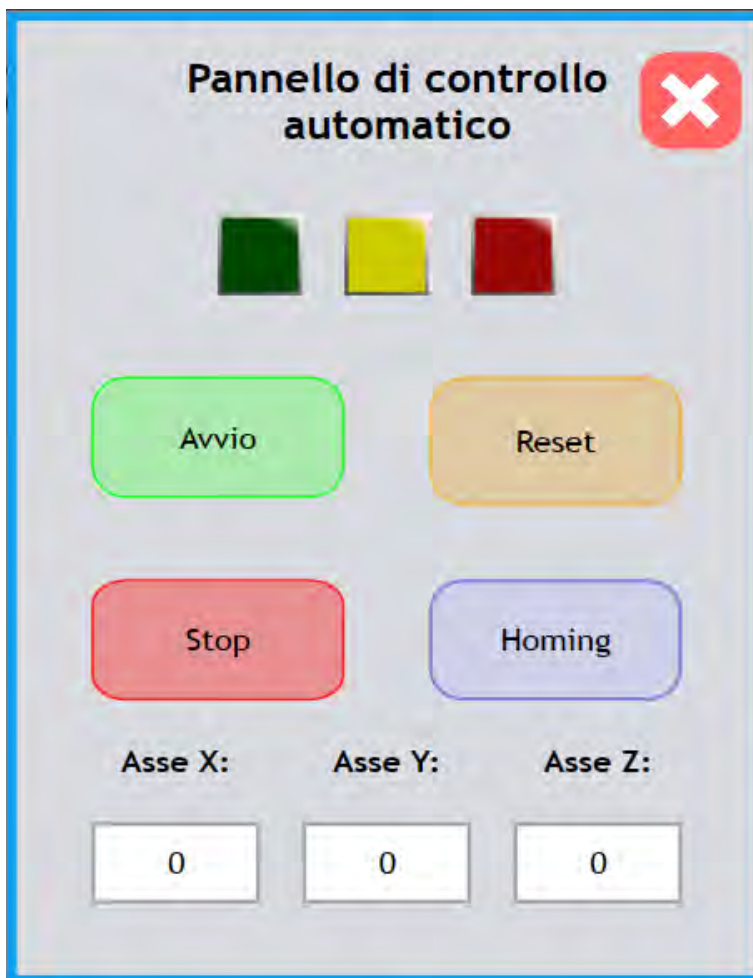 Pannello di controllo
automatico
Avvio
Reset
Stop
Homing
Asse X:
Asse Y:
Asse Z:
0
0
0